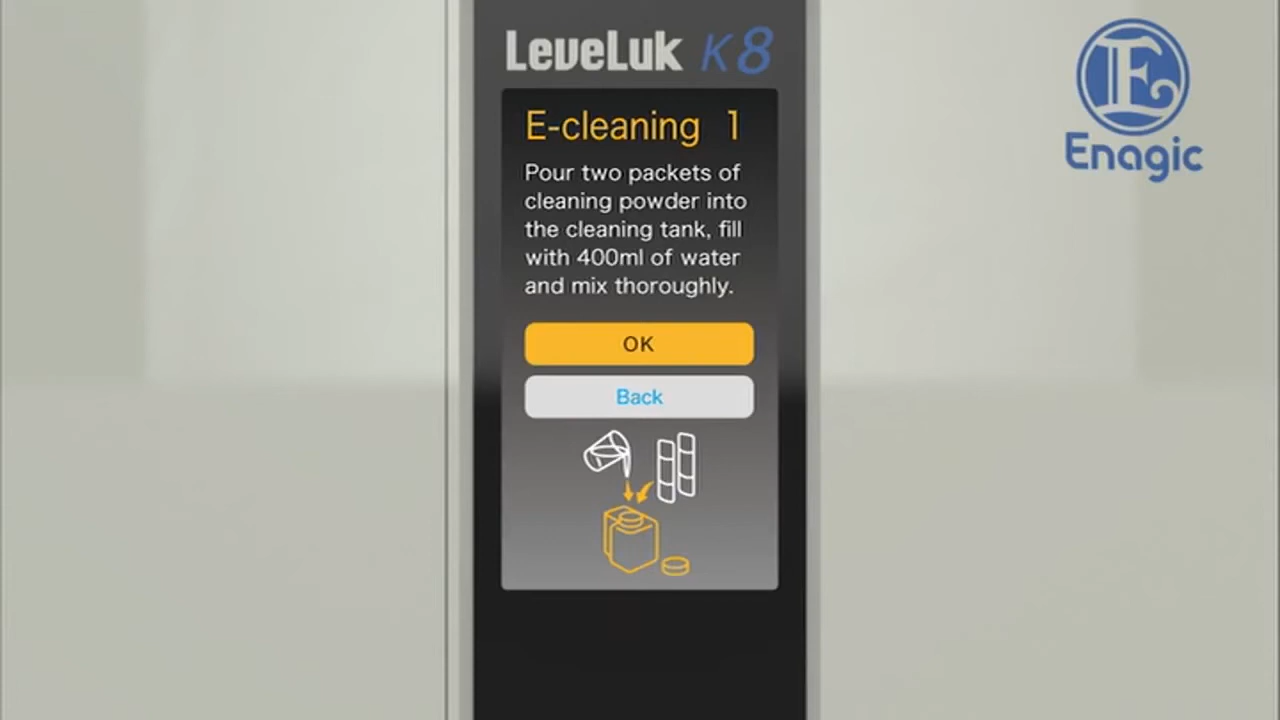 LeveLuk K8
E-cleaning 1
Pour two packets of
cleaning powder into
the cleaning tank, fill
with 400ml of water
and mix thoroughly.
OK
Back
E
Enagic